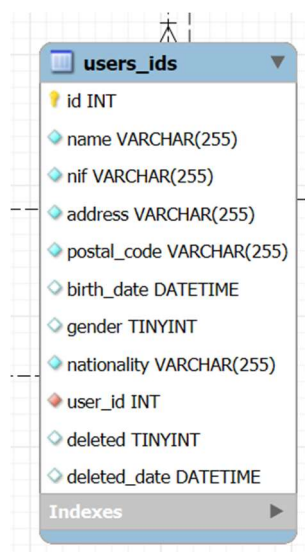 users_ids
id INT
name VARCHAR(255)
nif VARCHAR(255)
address VARCHAR(255)
postal_code VARCHAR(255)
birth_date DATETIME
gender TINYINT
nationality VARCHAR(255)
user_id INT
deleted TINYINT
deleted_date DATETIME
Indexes